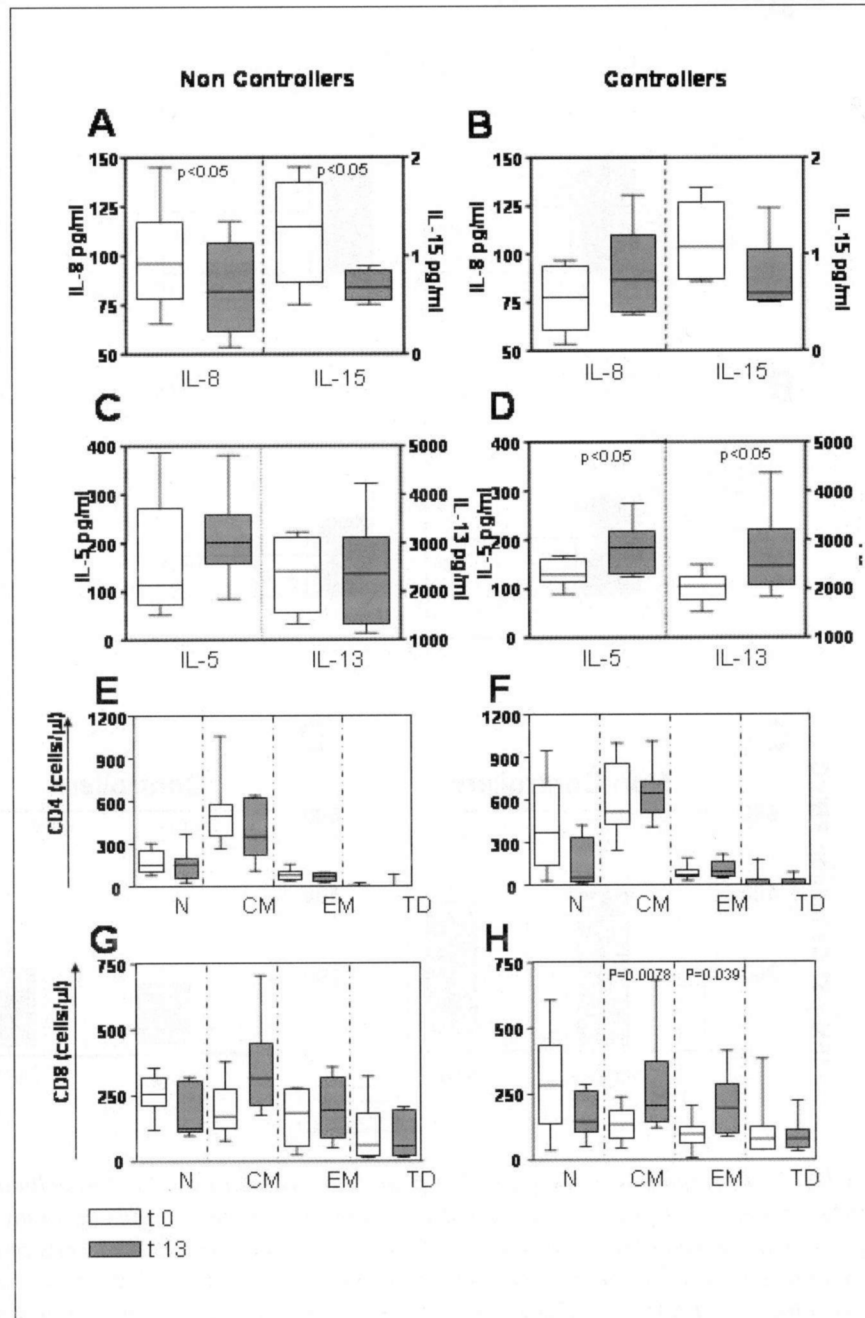 Non Controllers Controllers
A B
150 p<0.05 p<0.05 2 150 2
125 125
100 1 100 1
75 75
50 0 50 0
IL-8 pg/ml IL-15 pg/ml IL-8 pg/ml IL-15 pg/ml
IL-8 IL-15 IL-8 IL-15
C D
400 5000 400 p<0.05 p<0.05 5000
300 4000 300 4000
200 3000 200 3000
100 2000 100 2000
0 1000 0 1000
IL-5 pg/ml IL-13 pg/ml IL-5 pg/ml
IL-5 IL-13 IL-5 IL-13
E F
CD4 (cells/µl)
1200 1200
900 900
600 600
300 300
0 0
N CM EM TD N CM EM TD
G H
CD8 (cells/µl)
750 750 P=0.0078 P=0.039
500 500
250 250
0 0
N CM EM TD N CM EM TD
t 0
t 13